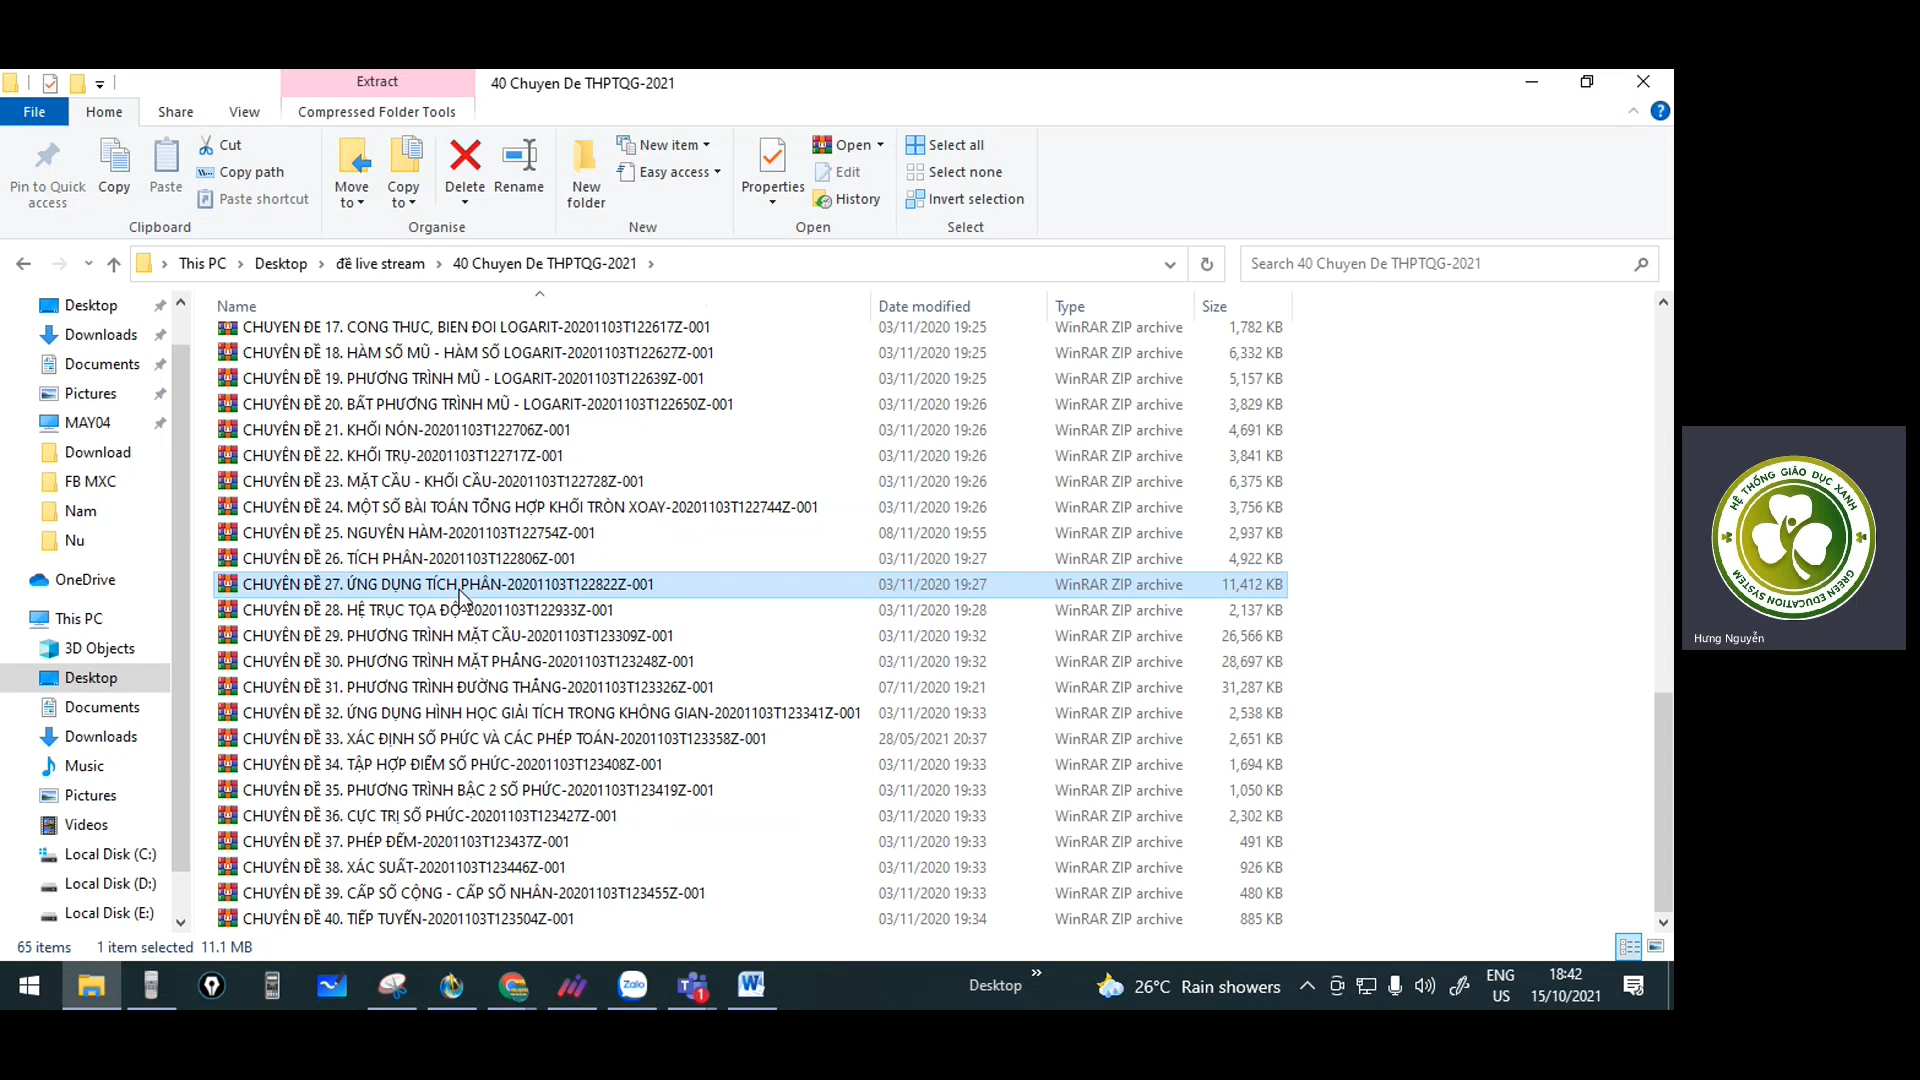 Extract
40 Chuyen De THPTQG-2021
File
Home
Share
View
Compressed Folder Tools
Pin to Quick access
Copy
Paste
Cut
Copy path
Paste shortcut
Clipboard
Move to
Copy to
Delete
Rename
Organise
New folder
New item
Easy access
New
Properties
Open
Edit
History
Open
Select all
Select none
Invert selection
Select
This PC > Desktop > đề live stream > 40 Chuyen De THPTQG-2021 >
Search 40 Chuyen De THPTQG-2021
Desktop
Downloads
Documents
Pictures
MAY04
Download
FB MXC
Nam
Nu
OneDrive
This PC
3D Objects
Desktop
Documents
Downloads
Music
Pictures
Videos
Local Disk (C:)
Local Disk (D:)
Local Disk (E:)
Name Date modified Type Size
CHUYÊN ĐỀ 17. CÔNG THỨC, BIẾN ĐỔI LOGARIT-20201103T122617Z-001 03/11/2020 19:25 WinRAR ZIP archive 1,782 KB
CHUYÊN ĐỀ 18. HÀM SỐ MŨ - HÀM SỐ LOGARIT-20201103T122627Z-001 03/11/2020 19:25 WinRAR ZIP archive 6,332 KB
CHUYÊN ĐỀ 19. PHƯƠNG TRÌNH MŨ - LOGARIT-20201103T122639Z-001 03/11/2020 19:25 WinRAR ZIP archive 5,157 KB
CHUYÊN ĐỀ 20. BẤT PHƯƠNG TRÌNH MŨ - LOGARIT-20201103T122650Z-001 03/11/2020 19:26 WinRAR ZIP archive 3,829 KB
CHUYÊN ĐỀ 21. KHỐI NÓN-20201103T122706Z-001 03/11/2020 19:26 WinRAR ZIP archive 4,691 KB
CHUYÊN ĐỀ 22. KHỐI TRỤ-20201103T122717Z-001 03/11/2020 19:26 WinRAR ZIP archive 3,841 KB
CHUYÊN ĐỀ 23. MẶT CẦU - KHỐI CẦU-20201103T122728Z-001 03/11/2020 19:26 WinRAR ZIP archive 6,375 KB
CHUYÊN ĐỀ 24. MỘT SỐ BÀI TOÁN TỔNG HỢP KHỐI TRÒN XOAY-20201103T122744Z-001 03/11/2020 19:26 WinRAR ZIP archive 3,756 KB
CHUYÊN ĐỀ 25. NGUYÊN HÀM-20201103T122754Z-001 08/11/2020 19:55 WinRAR ZIP archive 2,937 KB
CHUYÊN ĐỀ 26. TÍCH PHÂN-20201103T122806Z-001 03/11/2020 19:27 WinRAR ZIP archive 4,922 KB
CHUYÊN ĐỀ 27. ỨNG DỤNG TÍCH PHÂN-20201103T122822Z-001 03/11/2020 19:27 WinRAR ZIP archive 11,412 KB
CHUYÊN ĐỀ 28. HỆ TRỤC TỌA ĐỘ-20201103T122933Z-001 03/11/2020 19:28 WinRAR ZIP archive 2,137 KB
CHUYÊN ĐỀ 29. PHƯƠNG TRÌNH MẶT CẦU-20201103T123309Z-001 03/11/2020 19:32 WinRAR ZIP archive 26,566 KB
CHUYÊN ĐỀ 30. PHƯƠNG TRÌNH MẶT PHẲNG-20201103T123248Z-001 03/11/2020 19:32 WinRAR ZIP archive 28,697 KB
CHUYÊN ĐỀ 31. PHƯƠNG TRÌNH ĐƯỜNG THẲNG-20201103T123326Z-001 07/11/2020 19:21 WinRAR ZIP archive 31,287 KB
CHUYÊN ĐỀ 32. ỨNG DỤNG HÌNH HỌC GIẢI TÍCH TRONG KHÔNG GIAN-20201103T123341Z-001 03/11/2020 19:33 WinRAR ZIP archive 2,538 KB
CHUYÊN ĐỀ 33. XÁC ĐỊNH SỐ PHỨC VÀ CÁC PHÉP TOÁN-20201103T123358Z-001 28/05/2021 20:37 WinRAR ZIP archive 2,651 KB
CHUYÊN ĐỀ 34. TẬP HỢP ĐIỂM SỐ PHỨC-20201103T123408Z-001 03/11/2020 19:33 WinRAR ZIP archive 1,694 KB
CHUYÊN ĐỀ 35. PHƯƠNG TRÌNH BẬC 2 SỐ PHỨC-20201103T123419Z-001 03/11/2020 19:33 WinRAR ZIP archive 1,050 KB
CHUYÊN ĐỀ 36. CỰC TRỊ SỐ PHỨC-20201103T123427Z-001 03/11/2020 19:33 WinRAR ZIP archive 2,302 KB
CHUYÊN ĐỀ 37. PHÉP ĐẾM-20201103T123437Z-001 03/11/2020 19:33 WinRAR ZIP archive 491 KB
CHUYÊN ĐỀ 38. XÁC SUẤT-20201103T123446Z-001 03/11/2020 19:33 WinRAR ZIP archive 926 KB
CHUYÊN ĐỀ 39. CẤP SỐ CỘNG - CẤP SỐ NHÂN-20201103T123455Z-001 03/11/2020 19:33 WinRAR ZIP archive 480 KB
CHUYÊN ĐỀ 40. TIẾP TUYẾN-20201103T123504Z-001 03/11/2020 19:34 WinRAR ZIP archive 885 KB
65 items 1 item selected 11.1 MB
HỆ THỐNG GIÁO DỤC XANH
GREEN EDUCATION SYSTEM
Hưng Nguyễn
Zalo
1
Desktop
26°C Rain showers
ENG
US
18:42
15/10/2021